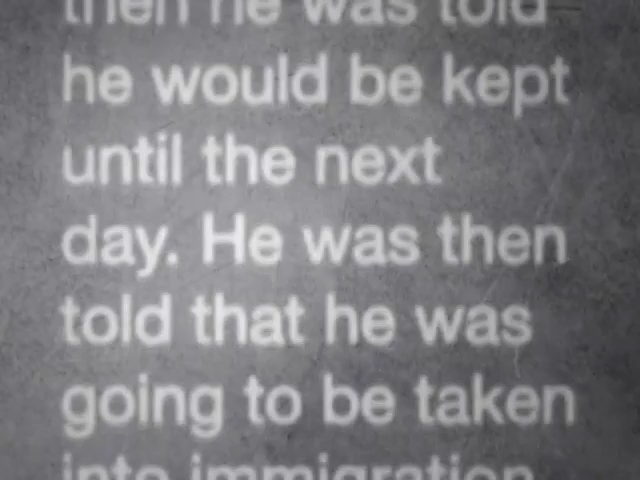 then he was told
he would be kept
until the next
day. He was then
told that he was
going to be taken
into immigration